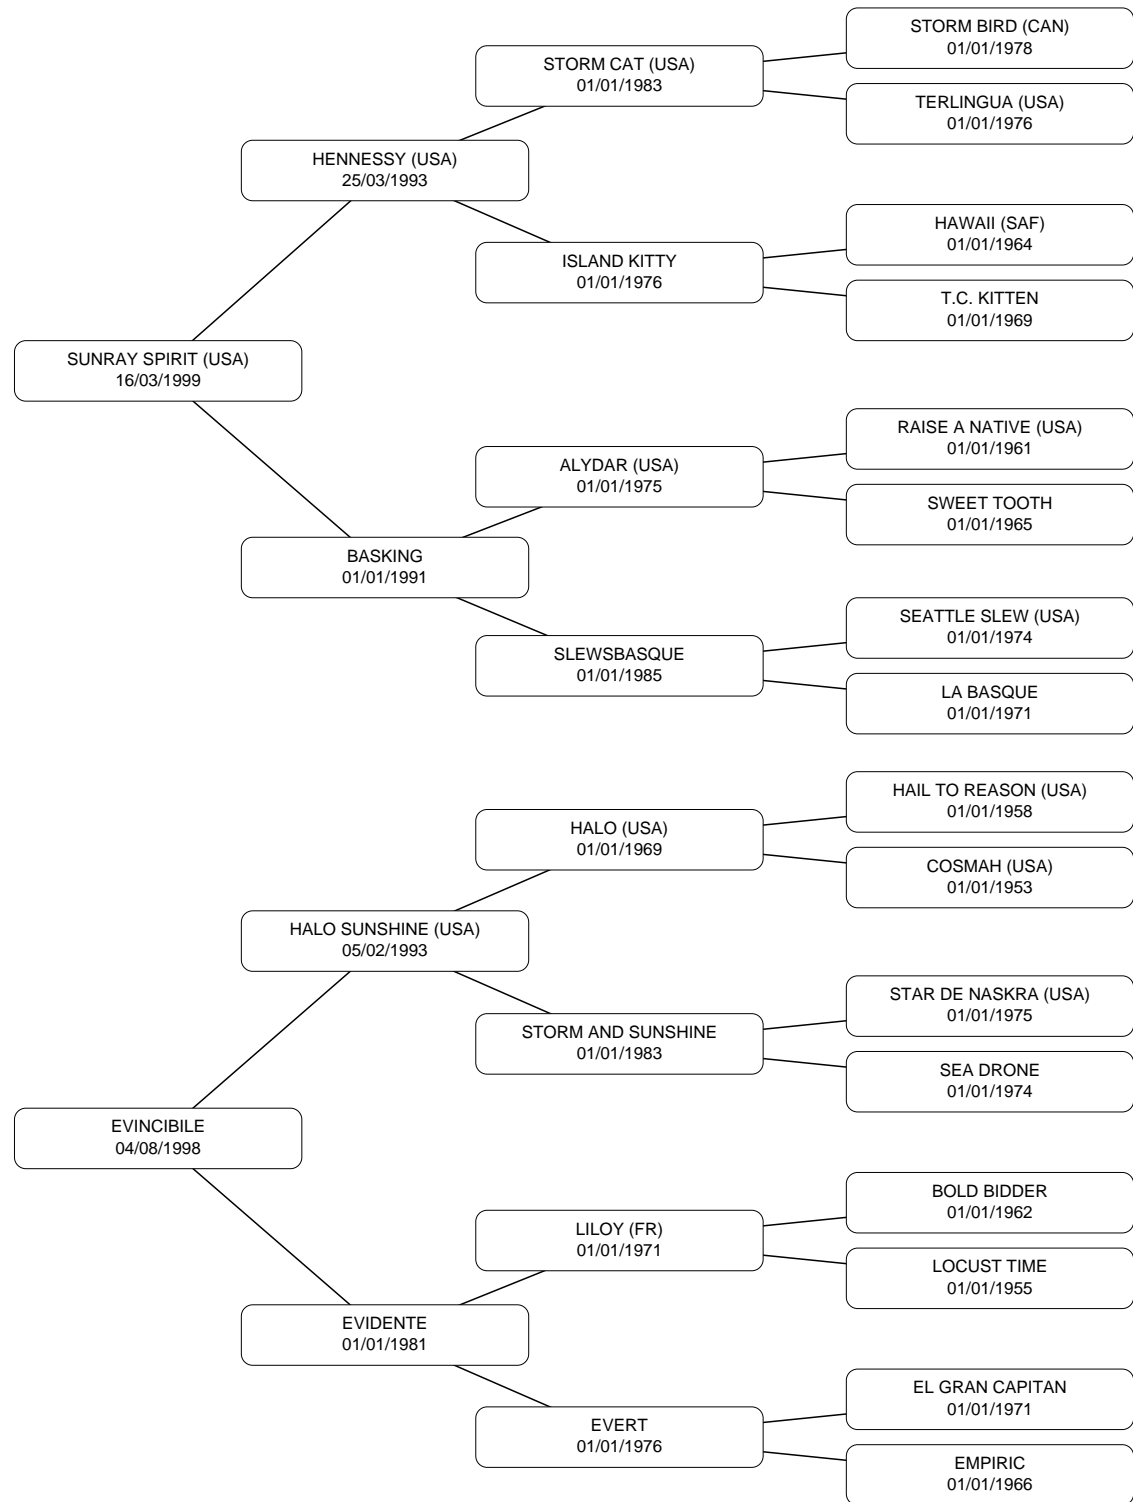 STORM BIRD (CAN)
01/01/1978
STORM CAT (USA)
01/01/1983
TERLINGUA (USA)
01/01/1976
HENNESSY (USA)
25/03/1993
HAWAII (SAF)
01/01/1964
ISLAND KITTY
01/01/1976
T.C. KITTEN
01/01/1969
SUNRAY SPIRIT (USA)
16/03/1999
RAISE A NATIVE (USA)
01/01/1961
ALYDAR (USA)
01/01/1975
SWEET TOOTH
01/01/1965
BASKING
01/01/1991
SEATTLE SLEW (USA)
01/01/1974
SLEWSBASQUE
01/01/1985
LA BASQUE
01/01/1971
HAIL TO REASON (USA)
01/01/1958
HALO (USA)
01/01/1969
COSMAH (USA)
01/01/1953
HALO SUNSHINE (USA)
05/02/1993
STAR DE NASKRA (USA)
01/01/1975
STORM AND SUNSHINE
01/01/1983
SEA DRONE
01/01/1974
EVINCIBILE
04/08/1998
BOLD BIDDER
01/01/1962
LILOY (FR)
01/01/1971
LOCUST TIME
01/01/1955
EVIDENTE
01/01/1981
EL GRAN CAPITAN
01/01/1971
EVERT
01/01/1976
EMPIRIC
01/01/1966